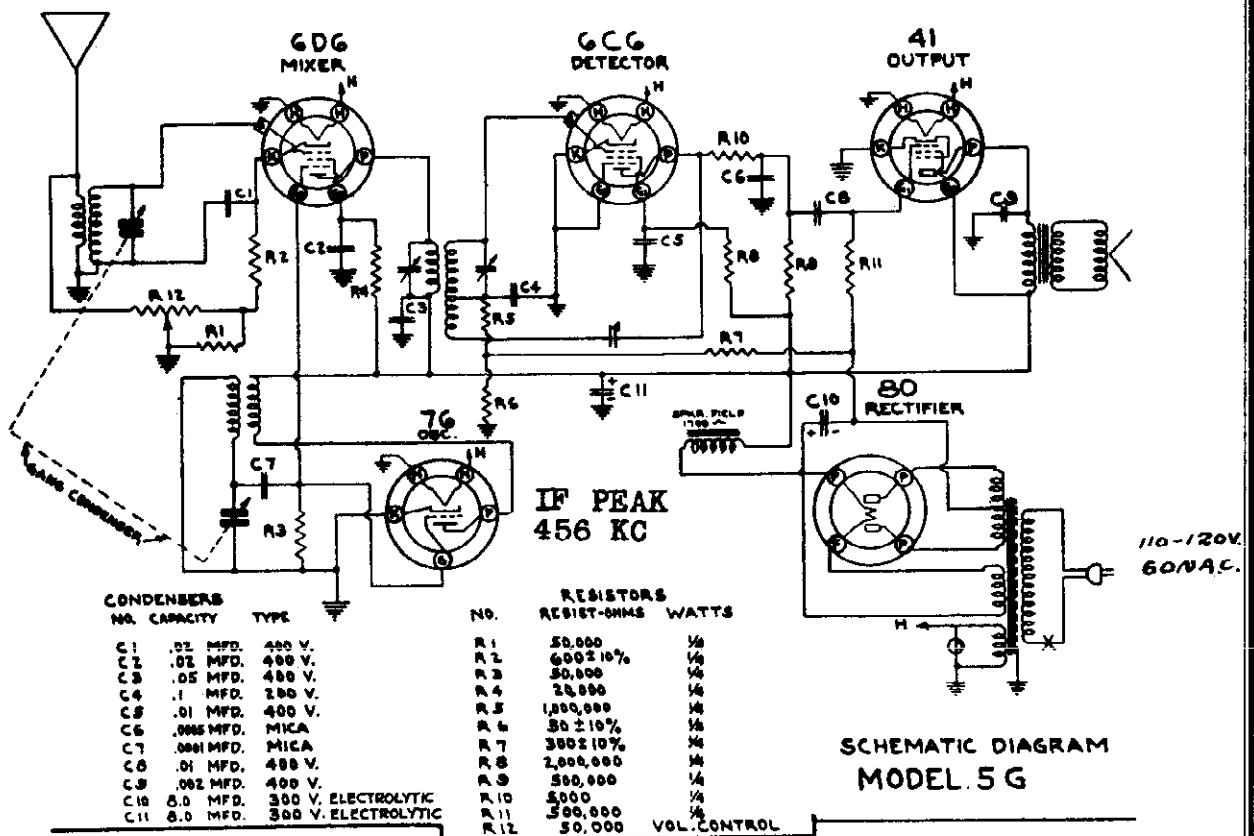 6D6
MIXER
6C6
DETECTOR
41
OUTPUT
H
H
H
H H
H H
H H
K P
K P
K P
R10
C6
C8
C9
C1
R2
C2
R4
C3
C4
R5
C5
R8
R9
R11
R12
R1
R7
C11
R6
SPKR. FIELD
C10
80
RECTIFIER
76
OSC.
H
H H
K P
G
C7
R3
2 GANG CONDENSER
IF PEAK
456 KC
P
P
F
F
H
X
110-120V.
60~A.C.
CONDENSERS
NO. CAPACITY TYPE
C1 .02 MFD. 400 V.
C2 .02 MFD. 400 V.
C3 .05 MFD. 400 V.
C4 .1 MFD. 200 V.
C5 .01 MFD. 400 V.
C6 .0005 MFD. MICA
C7 .0001 MFD. MICA
C8 .01 MFD. 400 V.
C9 .002 MFD. 400 V.
C10 8.0 MFD. 300 V. ELECTROLYTIC
C11 8.0 MFD. 300 V. ELECTROLYTIC
RESISTORS
NO. RESIST-OHMS WATTS
R1 50,000
R2 600±10%
R3 50,000
R4 20,000
R5 1,000,000
R6 30±10%
R7 300±10%
R8 2,000,000
R9 500,000 1/4
R10 5000 1/4
R11 500,000
R12 50,000 VOL. CONTROL
SCHEMATIC DIAGRAM
MODEL. 5G